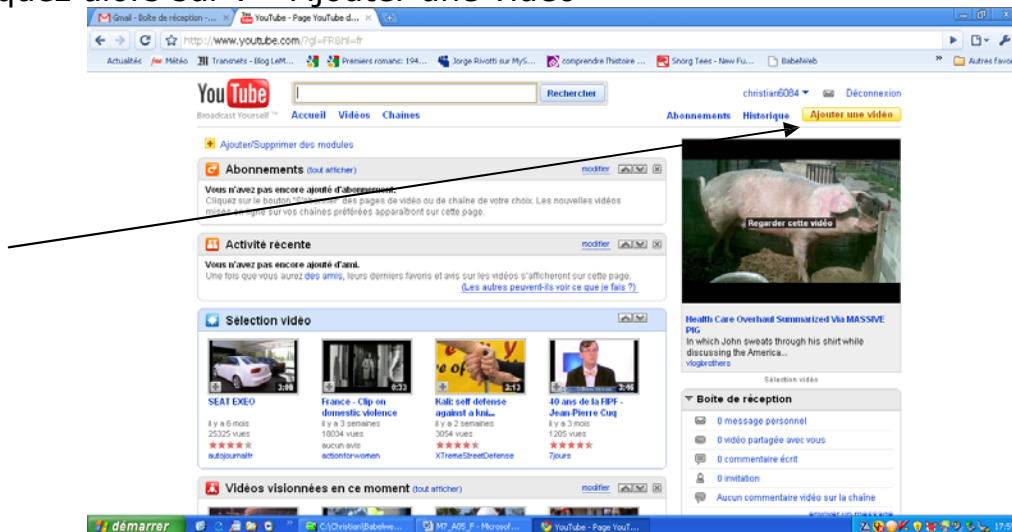 Gmail - Boîte de réception -...
YouTube - Page YouTube d...
http://www.youtube.com/?gl=FR&hl=fr
Actualités Météo Transnets - Blog LeM... Premiers romans: 194... Jorge Rivotti sur MyS... comprendre l'histoire ... Snorg Tees - New Fu... BabelWeb » Autres favor
You Tube
Rechercher
christian6084 Déconnexion
Broadcast Yourself ™ Accueil Vidéos Chaînes
Abonnements Historique Ajouter une vidéo
Ajouter/Supprimer des modules
Abonnements (tout afficher) modifier
Vous n'avez pas encore ajouté d'abonnement.
Cliquez sur le bouton "S'abonner" des pages de vidéo ou de chaîne de votre choix. Les nouvelles vidéos
mises en ligne sur vos chaînes préférées apparaîtront sur cette page.
Activité récente modifier
Vous n'avez pas encore ajouté d'ami.
Une fois que vous aurez des amis, leurs derniers favoris et avis sur les vidéos s'afficheront sur cette page.
(Les autres peuvent-ils voir ce que je fais ?)
Regarder cette vidéo
Health Care Overhaul Summarized Via MASSIVE
PIG
In which John sweats through his shirt while
discussing the America...
vlogbrothers
Sélection vidéo
Sélection vidéo
3:08
0:33
3:13
3:46
SEAT EXEO
il y a 6 mois
25325 vues
autojournalfr
France - Clip on
domestic violence
il y a 3 semaines
18034 vues
aucun avis
actionforwomen
Kali: self defense
against a kni...
il y a 2 semaines
3054 vues
XTremeStreetDefense
40 ans de la FIPF -
Jean-Pierre Cuq
il y a 3 mois
1205 vues
7jours
Boîte de réception
0 message personnel
0 vidéo partagée avec vous
0 commentaire écrit
0 invitation
Aucun commentaire vidéo sur la chaîne
envoyer un message
Vidéos visionnées en ce moment (tout afficher) modifier
démarrer
C:\Christian\Babelwe...
M7_A05_F - Microsof...
YouTube - Page YouT...